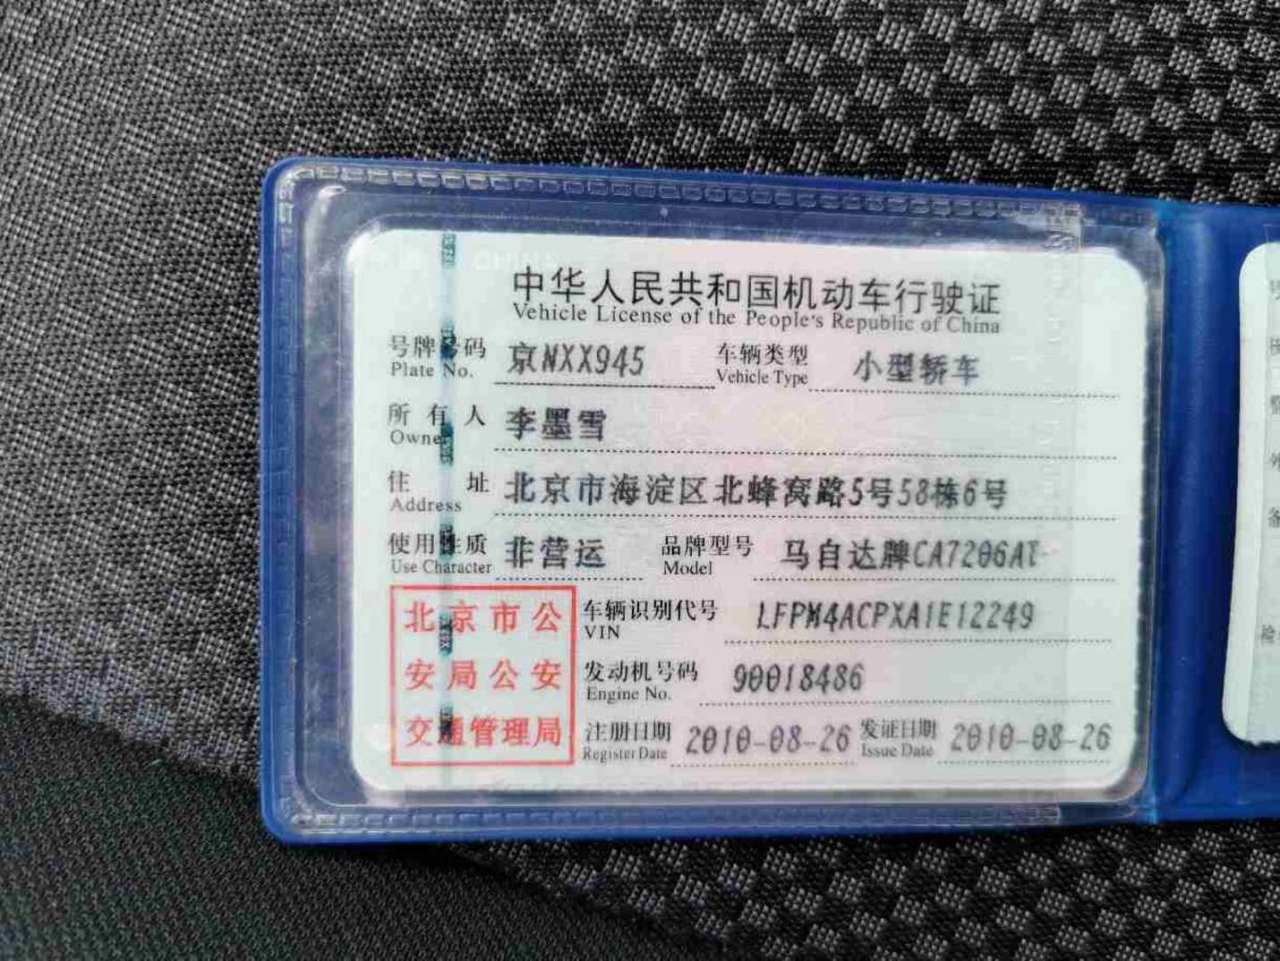 中华人民共和国机动车行驶证
Vehicle License of the People's Republic of China
号牌号码 京NXX945 车辆类型 小型轿车
Plate No. Vehicle Type
所有人 李墨雪
Owner
住址 北京市海淀区北蜂窝路5号58栋6号
Address
使用性质 非营运 品牌型号 马自达牌CA7206AT
Use Character Model
北京市公
安局公安
交通管理局
车辆识别代号 LFPM4ACPXA1E12249
VIN
发动机号码 90018486
Engine No.
注册日期 2010-08-26 发证日期 2010-08-26
Register Date Issue Date